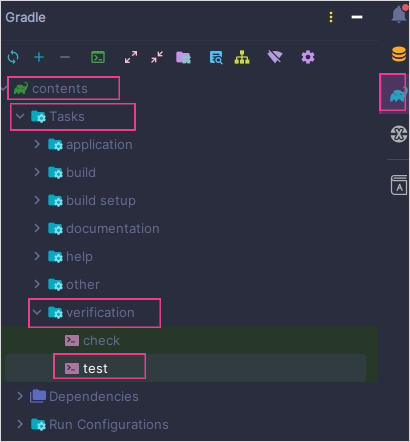 Gradle
contents
Tasks
application
build
build setup
documentation
help
other
verification
check
test
Dependencies
Run Configurations